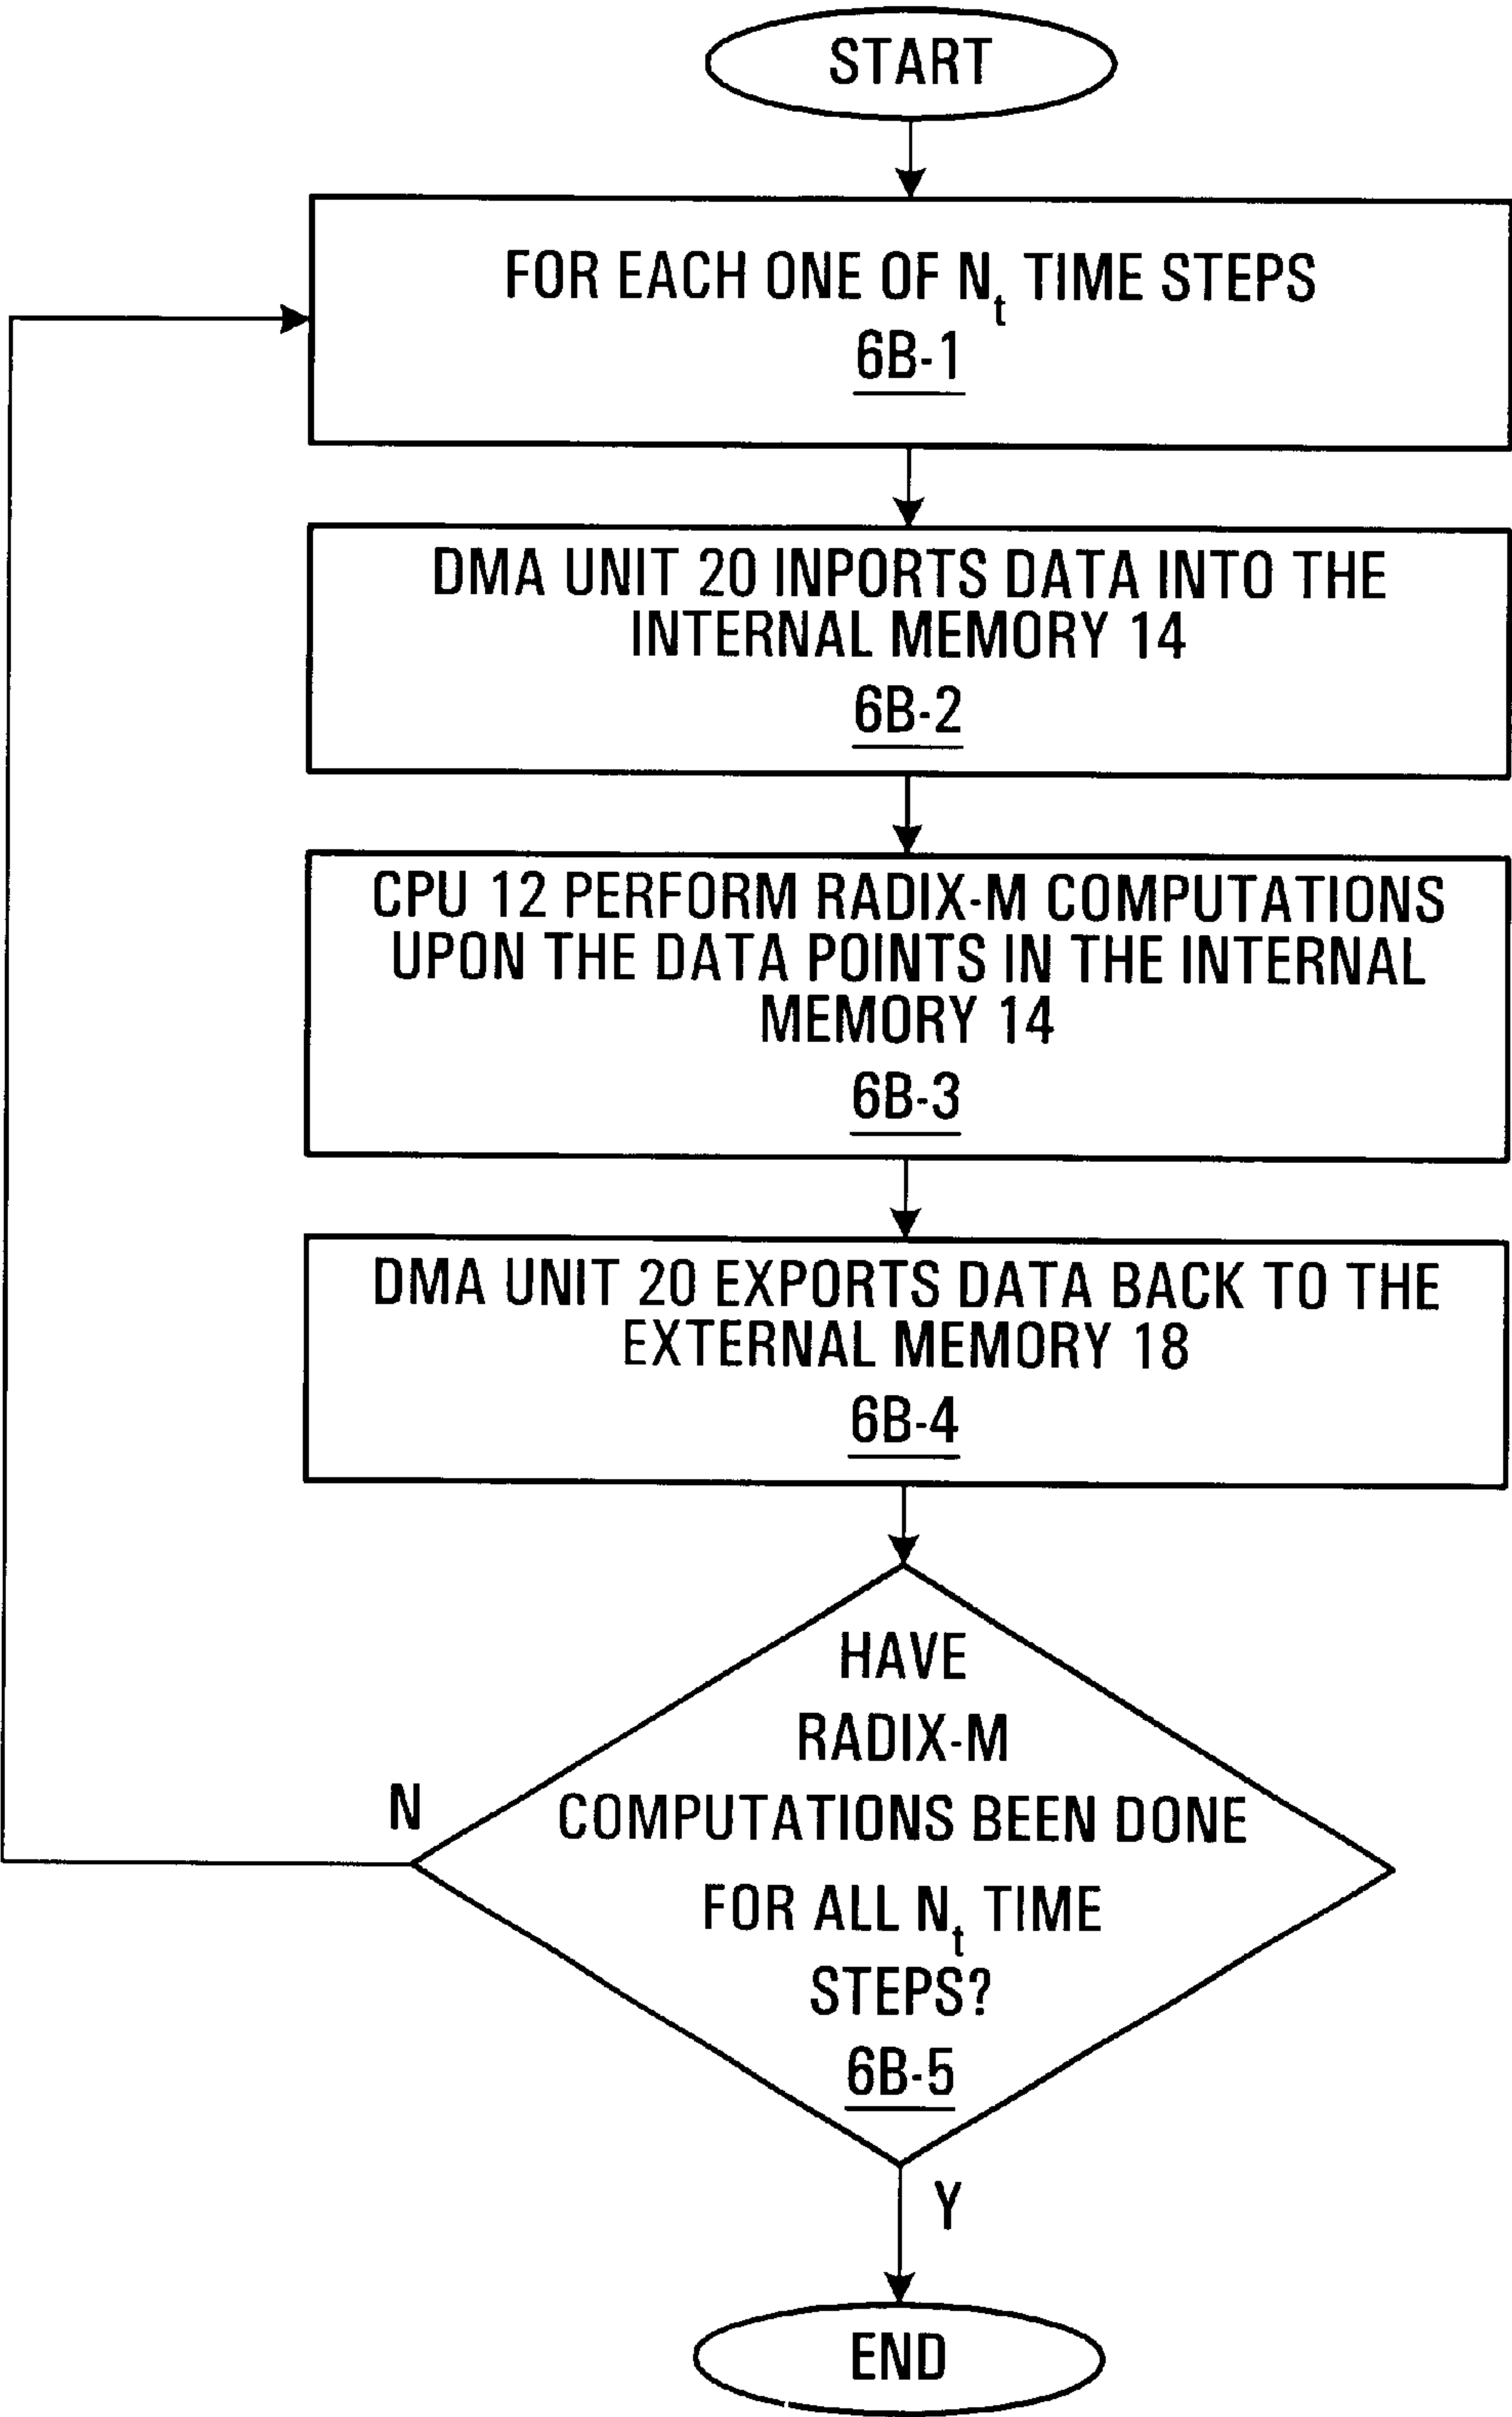 START
FOR EACH ONE OF Nt TIME STEPS
6B-1
DMA UNIT 20 INPORTS DATA INTO THE
INTERNAL MEMORY 14
6B-2
CPU 12 PERFORM RADIX-M COMPUTATIONS
UPON THE DATA POINTS IN THE INTERNAL
MEMORY 14
6B-3
DMA UNIT 20 EXPORTS DATA BACK TO THE
EXTERNAL MEMORY 18
6B-4
HAVE
RADIX-M
N
COMPUTATIONS BEEN DONE
FOR ALL Nt TIME
STEPS?
6B-5
Y
END